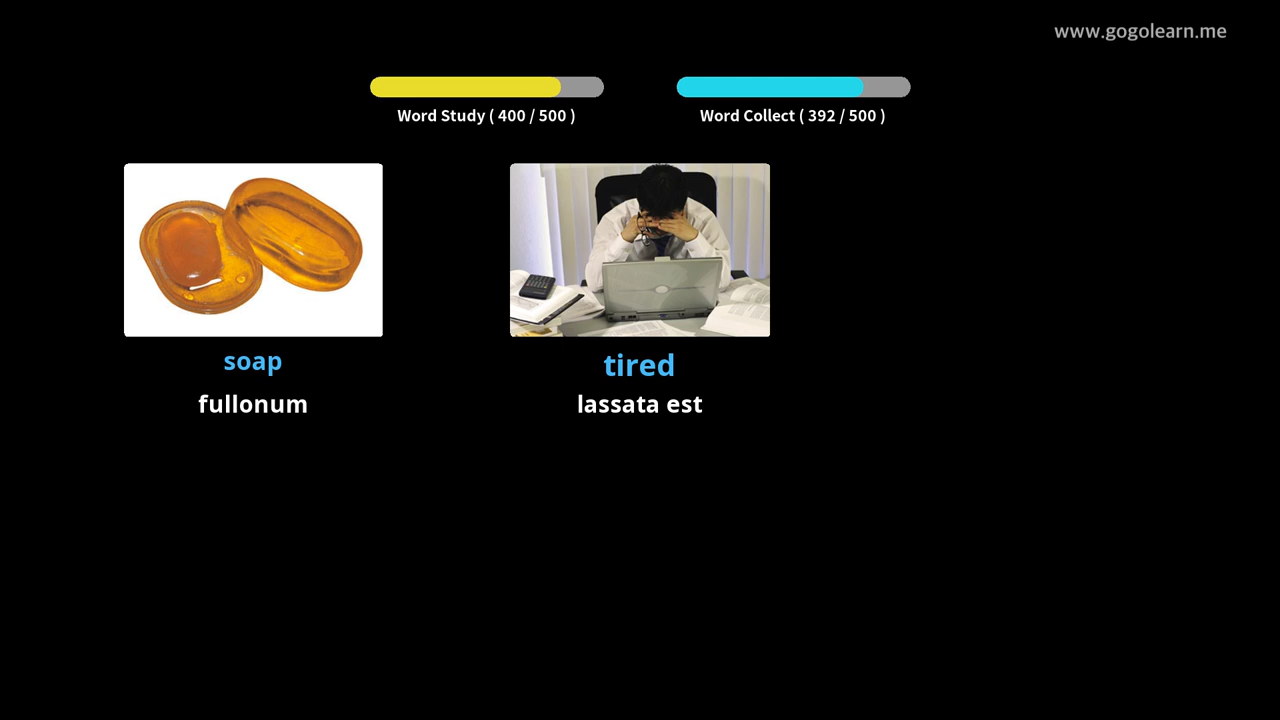 www.gogolearn.me
Word Study ( 400 / 500 )
Word Collect ( 392 / 500 )
soap
fullonum
tired
lassata est